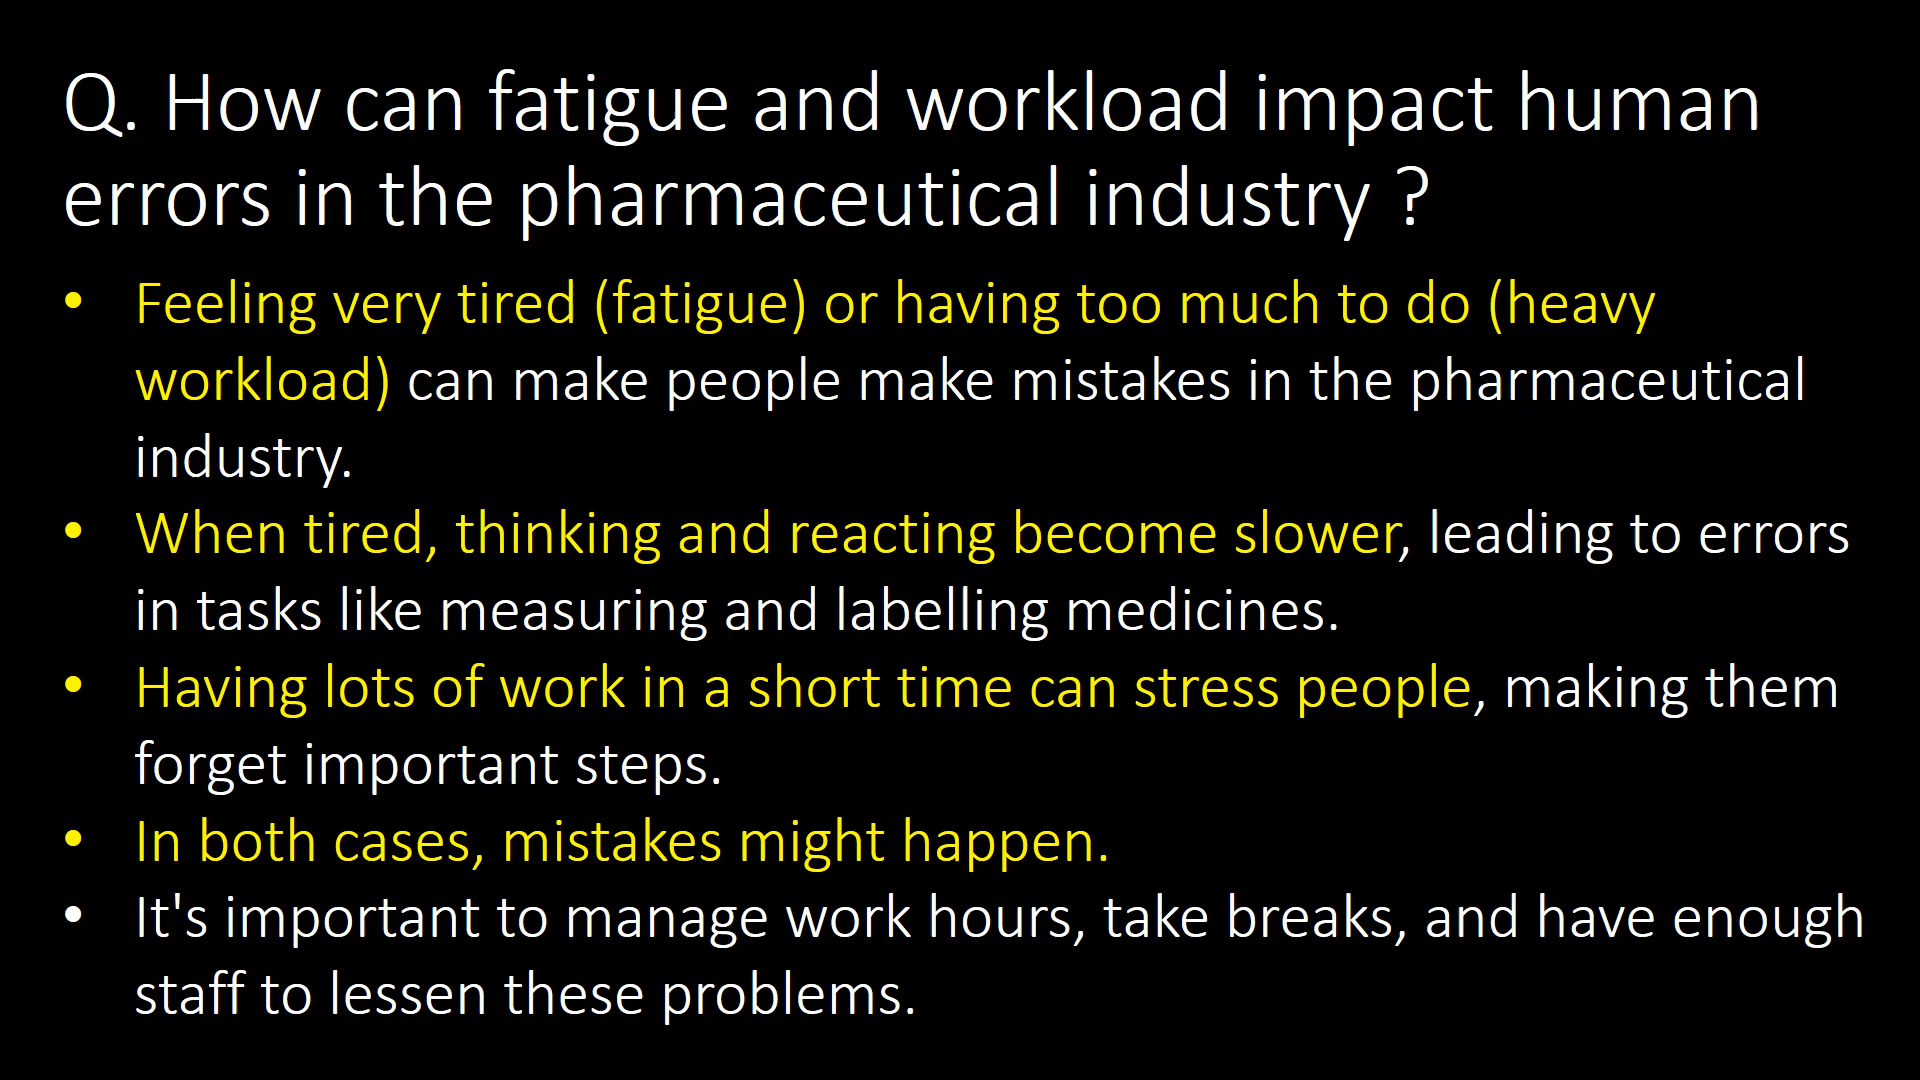 Q. How can fatigue and workload impact human
errors in the pharmaceutical industry ?
• Feeling very tired (fatigue) or having too much to do (heavy
workload) can make people make mistakes in the pharmaceutical
industry.
• When tired, thinking and reacting become slower, leading to errors
in tasks like measuring and labelling medicines.
• Having lots of work in a short time can stress people, making them
forget important steps.
• In both cases, mistakes might happen.
• It's important to manage work hours, take breaks, and have enough
staff to lessen these problems.